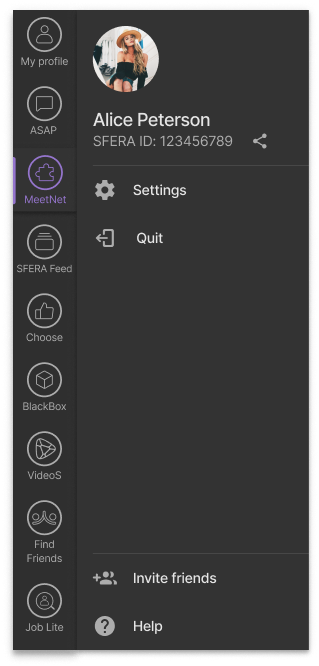 My profile
ASAP
MeetNet
SFERA Feed
Choose
BlackBox
VideoS
Find
Friends
Job Lite
Alice Peterson
SFERA ID: 123456789
Settings
Quit
Invite friends
Help